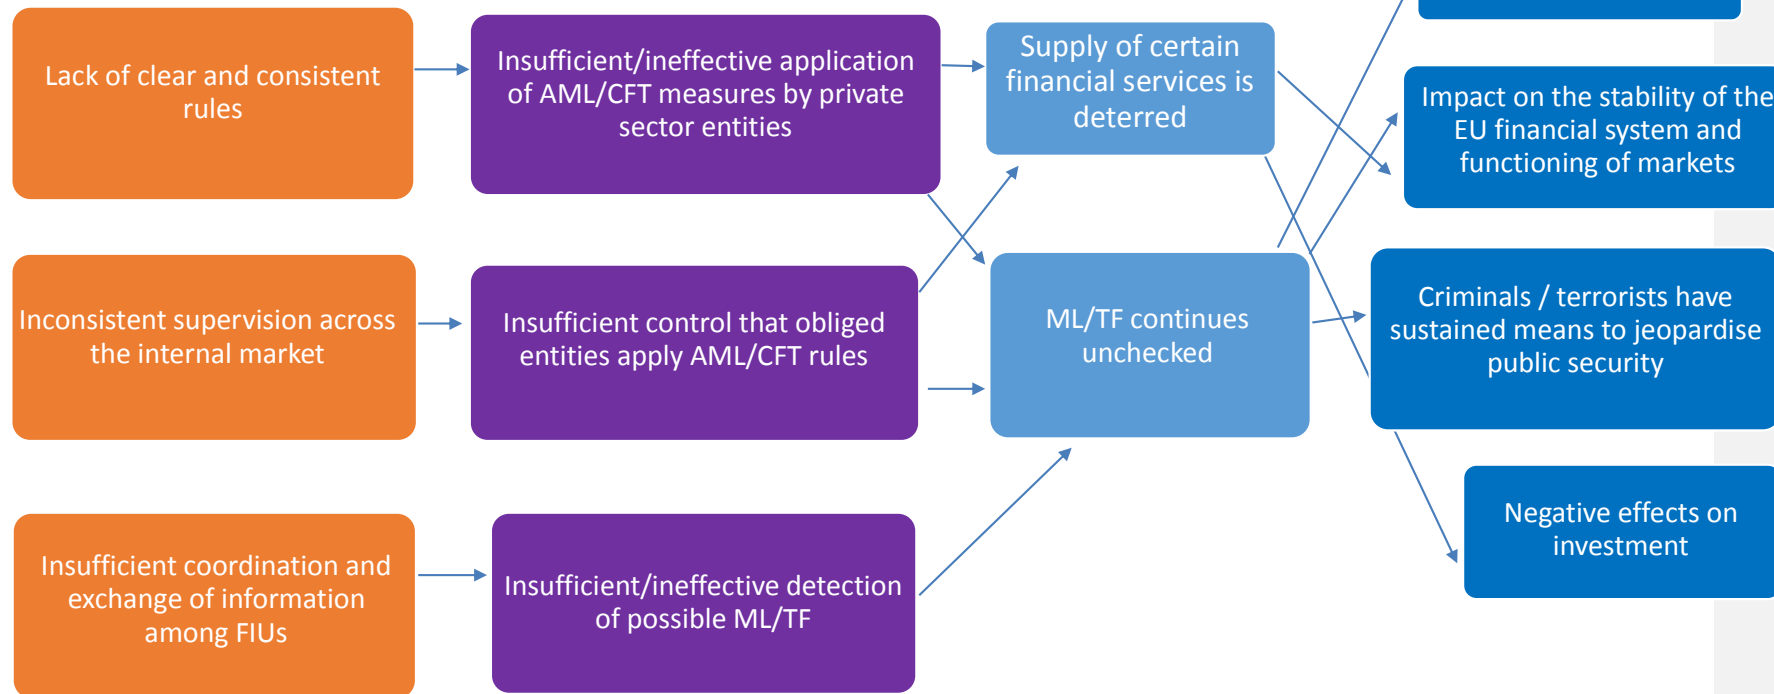 Lack of clear and consistent
rules
Insufficient/ineffective application
of AML/CFT measures by private
sector entities
Supply of certain
financial services is
deterred
Impact on the stability of the
EU financial system and
functioning of markets
Inconsistent supervision across
the internal market
Insufficient control that obliged
entities apply AML/CFT rules
ML/TF continues
unchecked
Criminals / terrorists have
sustained means to jeopardise
public security
Insufficient coordination and
exchange of information
among FIUs
Insufficient/ineffective detection
of possible ML/TF
Negative effects on
investment